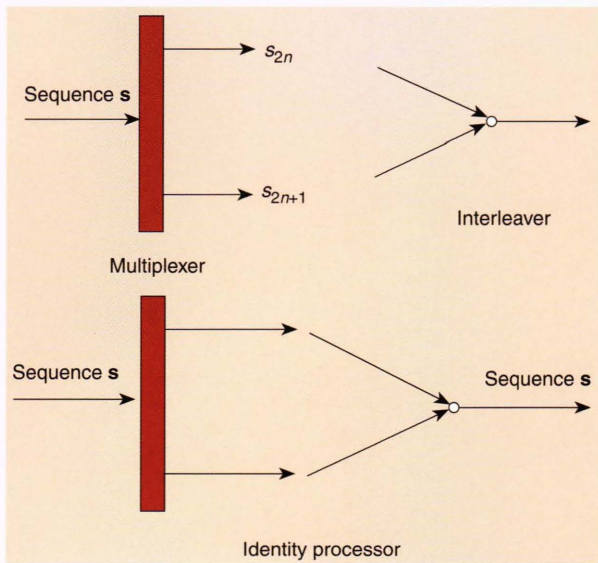 s2n
Sequence s
s2n+1
Interleaver
Multiplexer
Sequence s
Sequence s
Identity processor